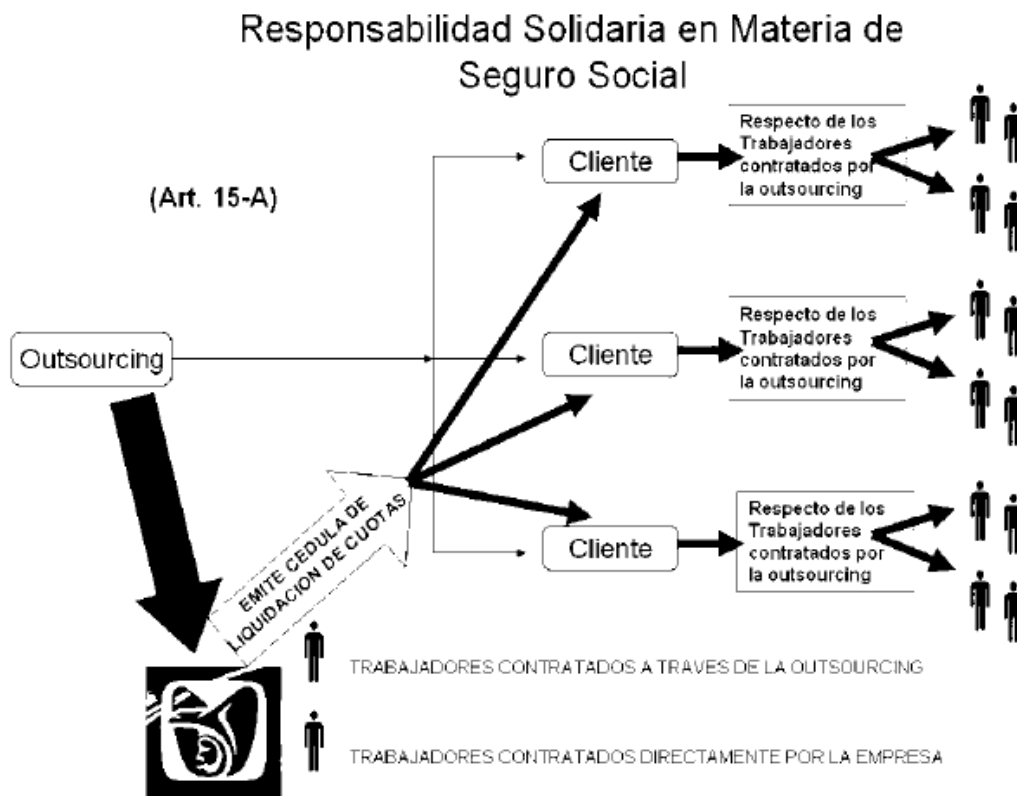 Responsabilidad Solidaria en Materia de
Seguro Social
(Art. 15-A)
Outsourcing
Cliente
Respecto de los
Trabajadores
contratados por
la outsourcing
Cliente
Respecto de los
Trabajadores
contratados por
la outsourcing
Cliente
Respecto de los
Trabajadores
contratados por
la outsourcing
EMITE CEDULA DE
LIQUIDACION DE CUOTAS
TRABAJADORES CONTRATADOS A TRAVES DE LA OUTSOURCING
TRABAJADORES CONTRATADOS DIRECTAMENTE POR LA EMPRESA